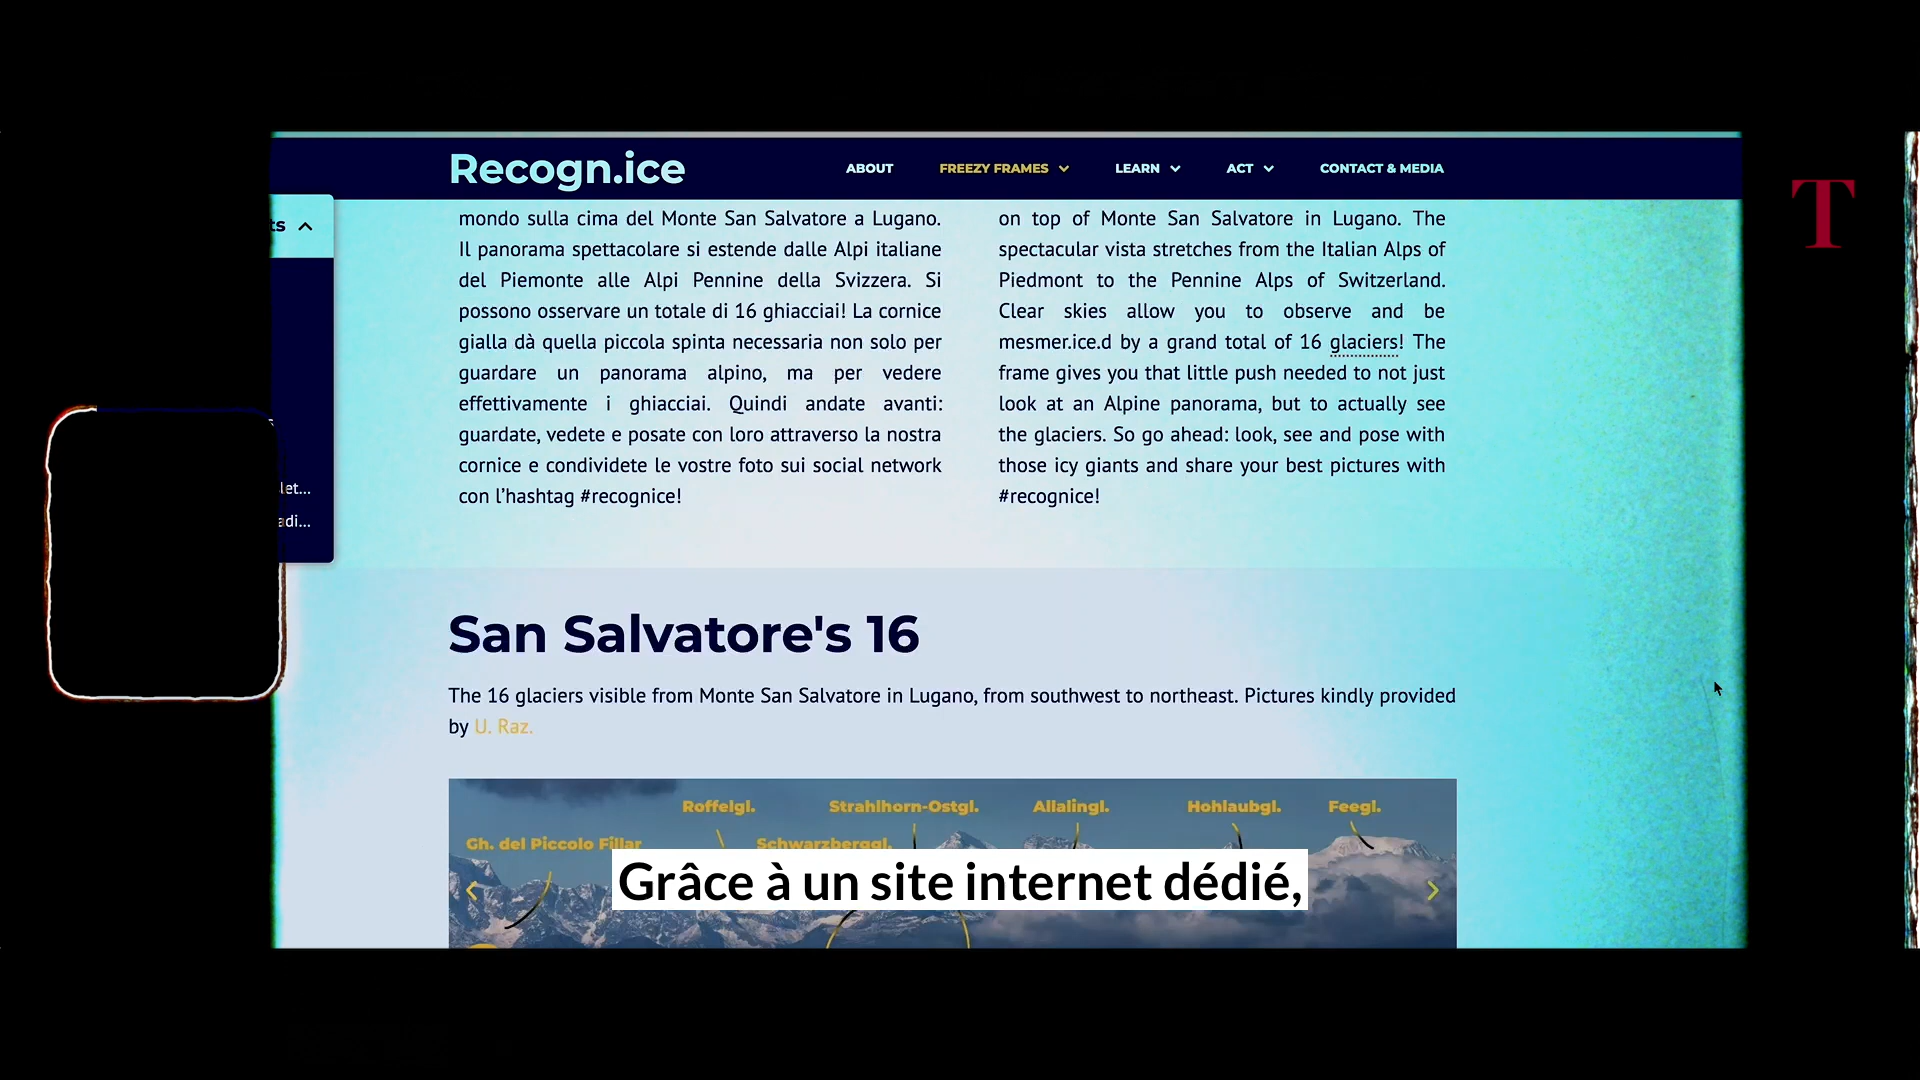 Recogn.ice
ABOUT
FREEZY FRAMES
LEARN
ACT
CONTACT & MEDIA
T
mondo sulla cima del Monte San Salvatore a Lugano.
Il panorama spettacolare si estende dalle Alpi italiane
del Piemonte alle Alpi Pennine della Svizzera. Si
possono osservare un totale di 16 ghiacciai! La cornice
gialla dà quella piccola spinta necessaria non solo per
guardare un panorama alpino, ma per vedere
effettivamente i ghiacciai. Quindi andate avanti:
guardate, vedete e posate con loro attraverso la nostra
cornice e condividete le vostre foto sui social network
con l’hashtag #recognice!
on top of Monte San Salvatore in Lugano. The
spectacular vista stretches from the Italian Alps of
Piedmont to the Pennine Alps of Switzerland.
Clear skies allow you to observe and be
mesmer.ice.d by a grand total of 16 glaciers! The
frame gives you that little push needed to not just
look at an Alpine panorama, but to actually see
the glaciers. So go ahead: look, see and pose with
those icy giants and share your best pictures with
#recognice!
San Salvatore's 16
The 16 glaciers visible from Monte San Salvatore in Lugano, from southwest to northeast. Pictures kindly provided
by U. Raz.
Roffelgl.
Strahlhorn-Ostgl.
Allalingl.
Hohlaubgl.
Feegl.
Gh. del Piccolo Fillar
Schwarzberggl.
Grâce à un site internet dédié,